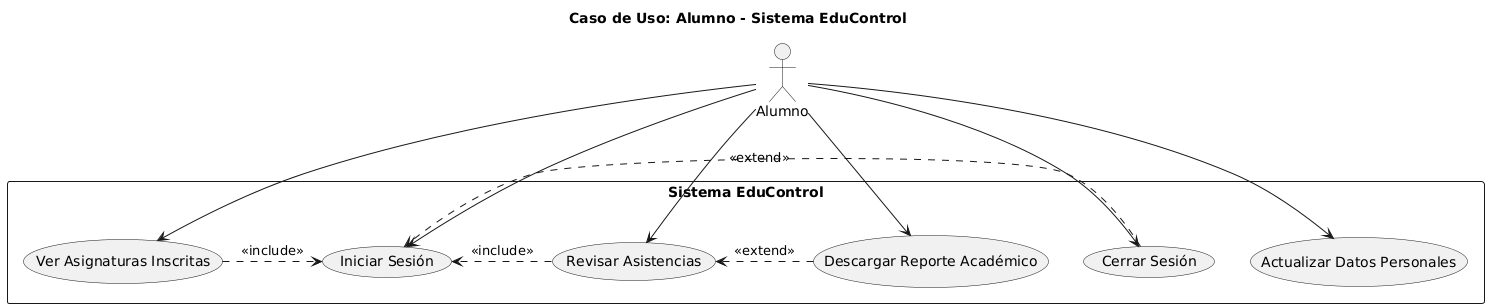 Caso de Uso: Alumno - Sistema EduControl
Alumno
«extend»
Sistema EduControl
Ver Asignaturas Inscritas
«include»
Iniciar Sesión
«include»
Revisar Asistencias
«extend»
Descargar Reporte Académico
Cerrar Sesión
Actualizar Datos Personales